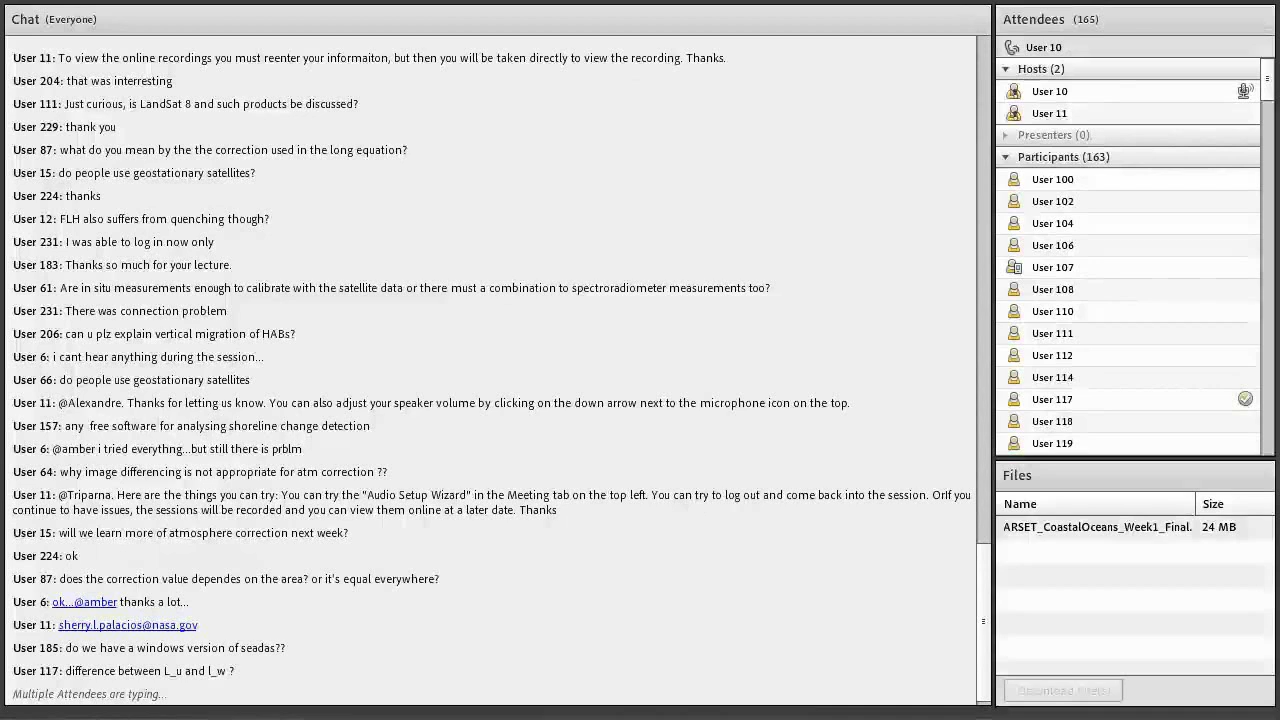 Chat (Everyone)
User 11: To view the online recordings you must reenter your informaiton, but then you will be taken directly to view the recording. Thanks.
User 204: that was interresting
User 111: Just curious, is LandSat 8 and such products be discussed?
User 229: thank you
User 87: what do you mean by the the correction used in the long equation?
User 15: do people use geostationary satellites?
User 224: thanks
User 12: FLH also suffers from quenching though?
User 231: I was able to log in now only
User 183: Thanks so much for your lecture.
User 61: Are in situ measurements enough to calibrate with the satellite data or there must a combination to spectroradiometer measurements too?
User 231: There was connection problem
User 206: can u plz explain vertical migration of HABs?
User 6: i cant hear anything during the session...
User 66: do people use geostationary satellites
User 11: @Alexandre. Thanks for letting us know. You can also adjust your speaker volume by clicking on the down arrow next to the microphone icon on the top.
User 157: any  free software for analysing shoreline change detection
User 6: @amber i tried everythng...but still there is prblm
User 64: why image differencing is not appropriate for atm correction ??
User 11: @Triparna. Here are the things you can try: You can try the "Audio Setup Wizard" in the Meeting tab on the top left. You can try to log out and come back into the session. OrIf you
continue to have issues, the sessions will be recorded and you can view them online at a later date. Thanks
User 15: will we learn more of atmosphere correction next week?
User 224: ok
User 87: does the correction value dependes on the area? or it's equal everywhere?
User 6: ok...@amber thanks a lot...
User 11: sherry.l.palacios@nasa.gov
User 185: do we have a windows version of seadas??
User 117: difference between L_u and l_w ?
Multiple Attendees are typing...
Attendees (165)
User 10
Hosts (2)
User 10
User 11
Presenters (0)
Participants (163)
User 100
User 102
User 104
User 106
User 107
User 108
User 110
User 111
User 112
User 114
User 117
User 118
User 119
Files
Name Size
ARSET_CoastalOceans_Week1_Final. 24 MB
Download File(s)